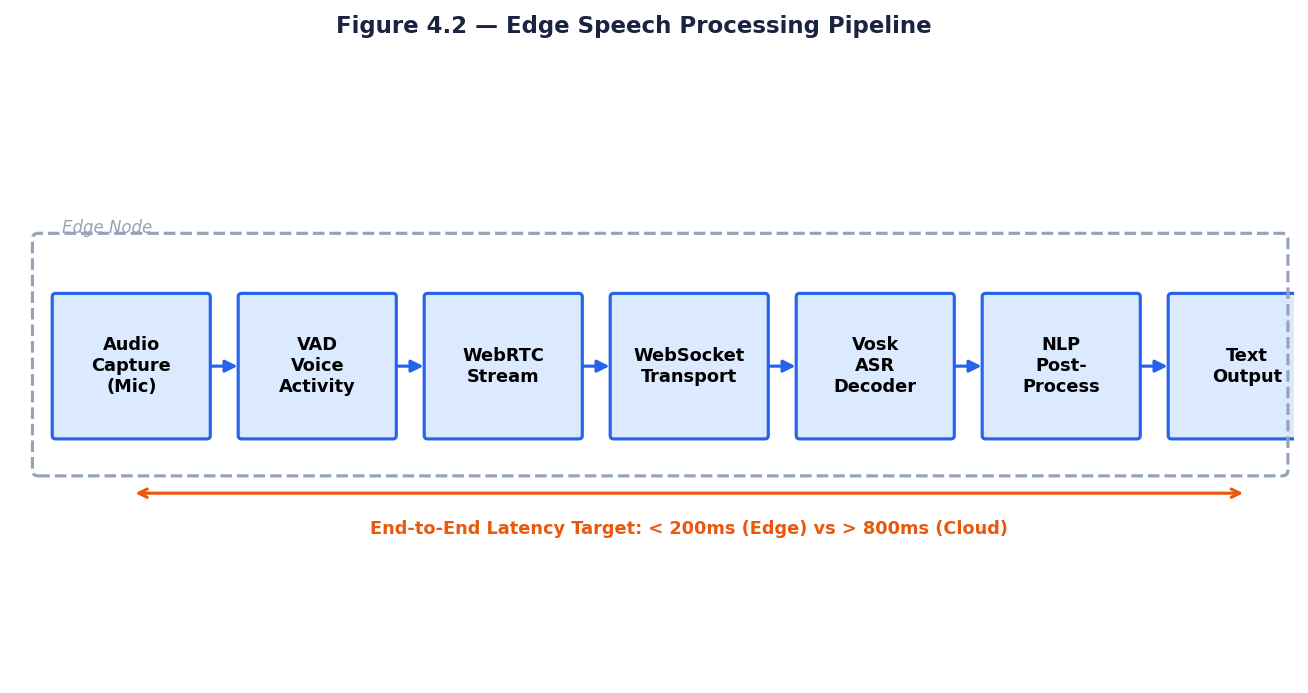 Figure 4.2 — Edge Speech Processing Pipeline
Edge Node
Audio
Capture
(Mic)
VAD
Voice
Activity
WebRTC
Stream
WebSocket
Transport
Vosk
ASR
Decoder
NLP
Post-
Process
Text
Output
End-to-End Latency Target: < 200ms (Edge) vs > 800ms (Cloud)